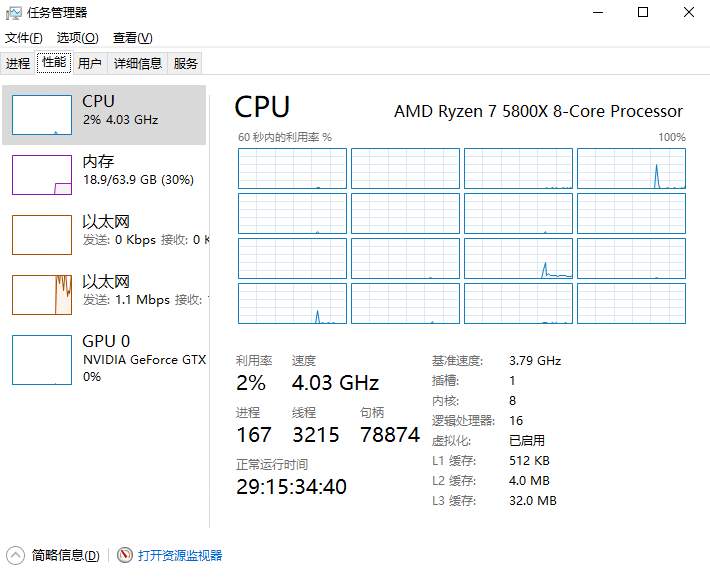 任务管理器
文件(F) 选项(O) 查看(V)
进程 性能 用户 详细信息 服务
CPU
2% 4.03 GHz
内存
18.9/63.9 GB (30%)
以太网
发送: 0 Kbps 接收: 0 K
以太网
发送: 1.1 Mbps 接收:
GPU 0
NVIDIA GeForce GTX
0%
CPU AMD Ryzen 7 5800X 8-Core Processor
60 秒内的利用率 % 100%
利用率 速度
2% 4.03 GHz
进程 线程 句柄
167 3215 78874
正常运行时间
29:15:34:40
基准速度: 3.79 GHz
插槽: 1
内核: 8
逻辑处理器: 16
虚拟化: 已启用
L1 缓存: 512 KB
L2 缓存: 4.0 MB
L3 缓存: 32.0 MB
简略信息(D) 打开资源监视器